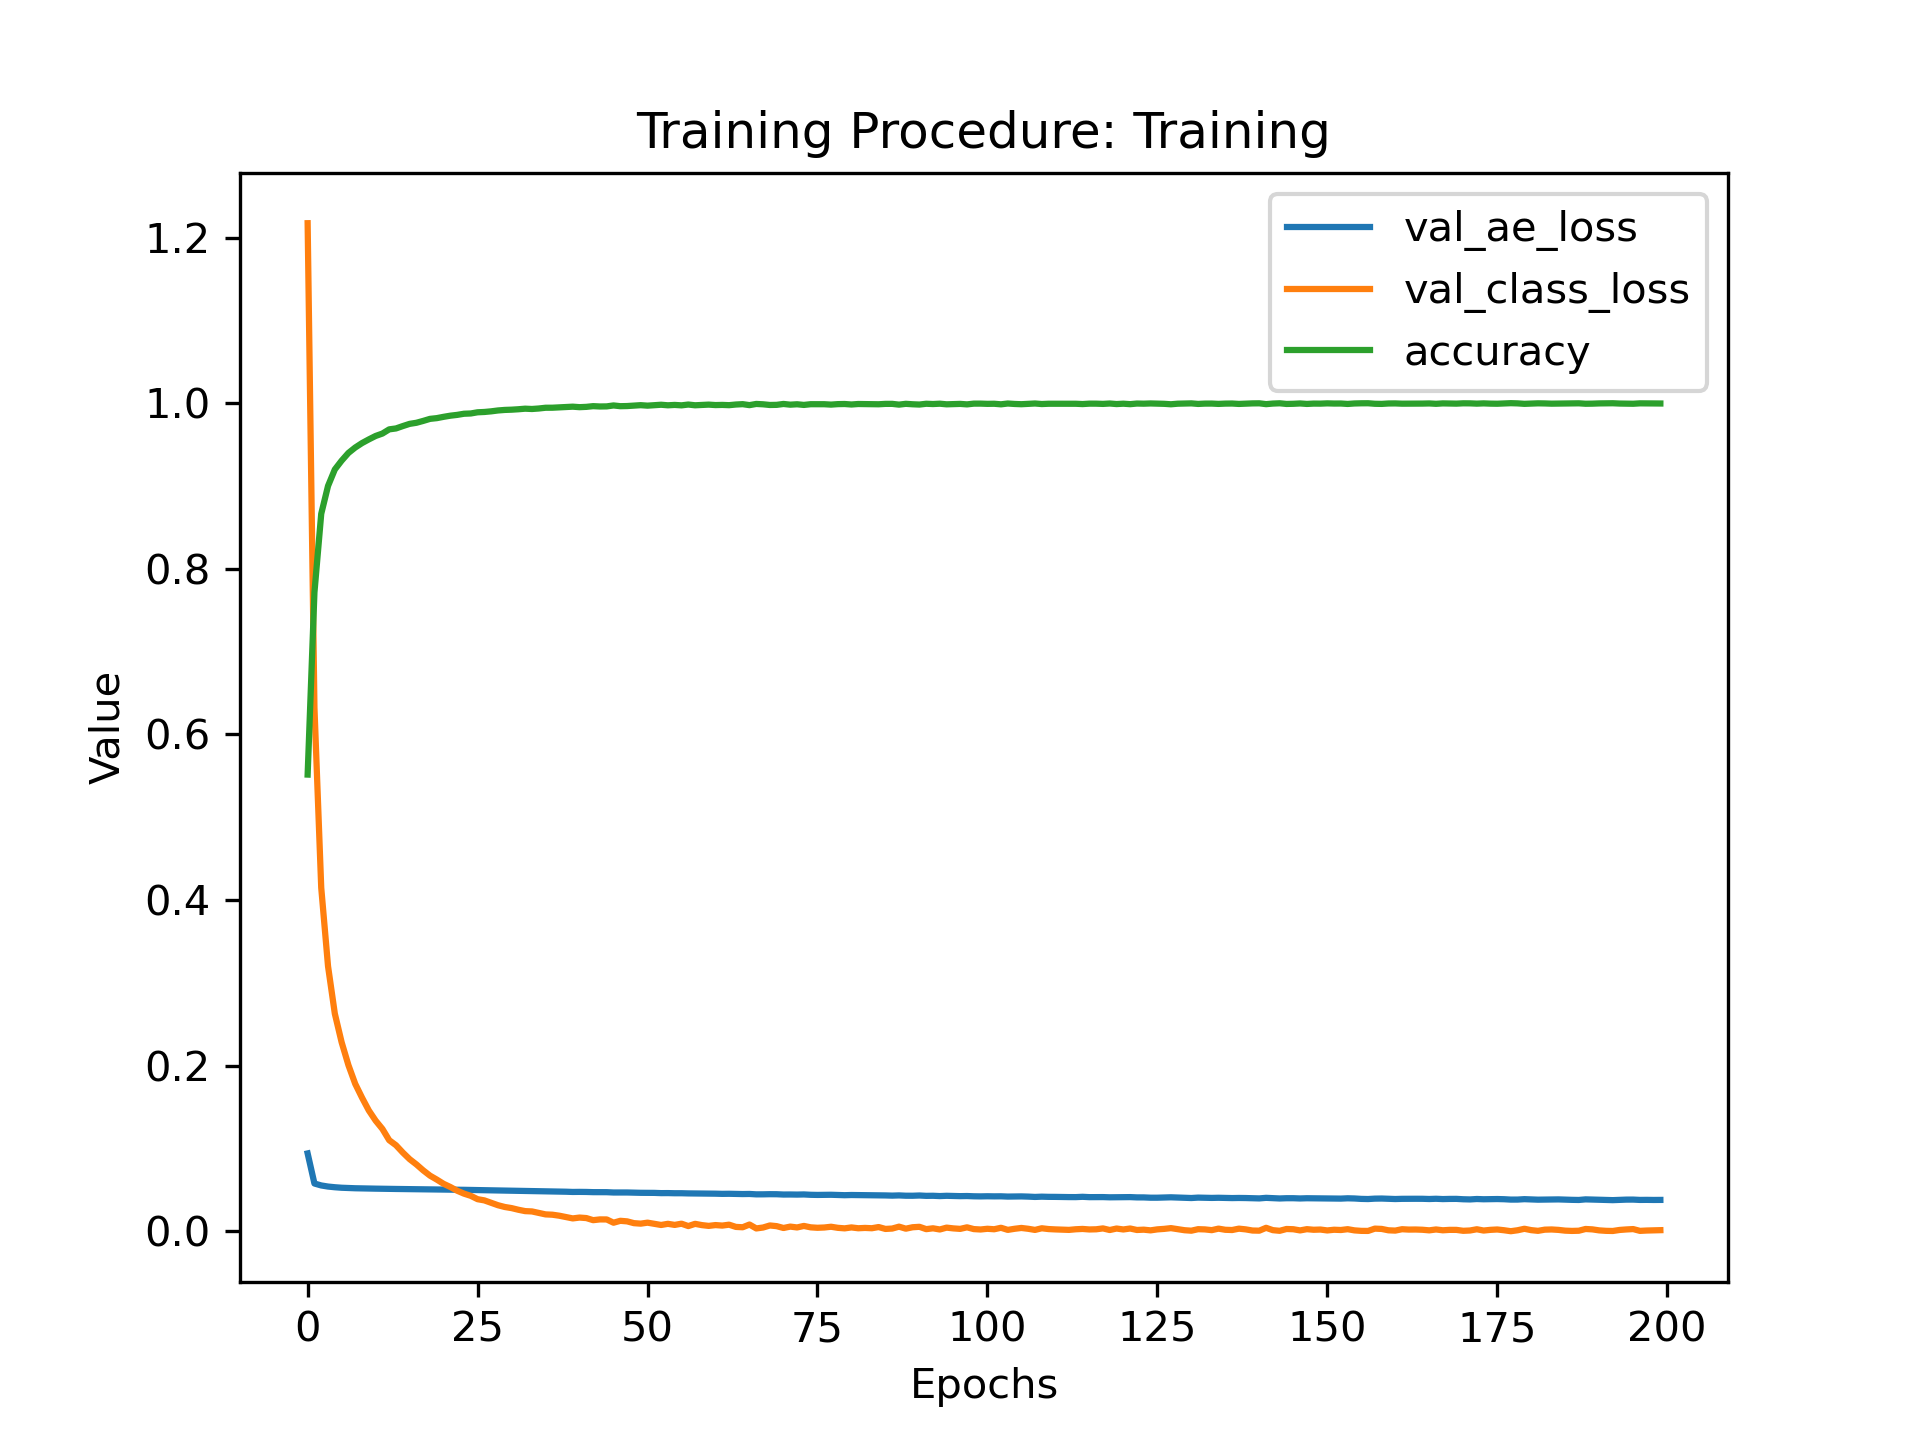 Training Procedure: Training
val_ae_loss
val_class_loss
accuracy
1.2
1.0
0.8
0.6
0.4
0.2
0.0
Value
0 25 50 75 100 125 150 175 200
Epochs